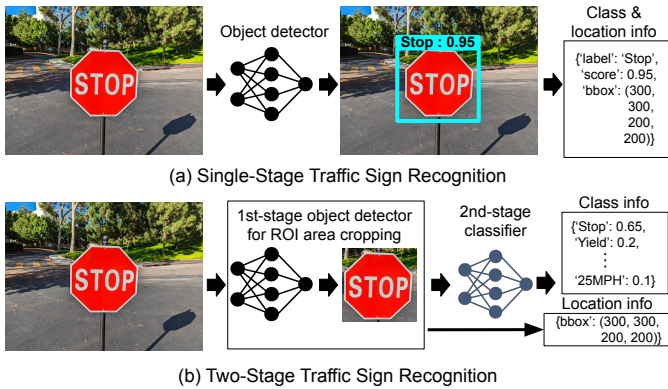 Object detector
Class &
location info
STOP
Stop : 0.95
STOP
{‘label’: ‘Stop’,
‘score’: 0.95,
‘bbox’: (300,
300,
200,
200)}
(a) Single-Stage Traffic Sign Recognition
1st-stage object detector
for ROI area cropping
2nd-stage
classifier
Class info
STOP
STOP
{‘Stop’: 0.65,
‘Yield’: 0.2,
⋮
‘25MPH’: 0.1}
Location info
{bbox’: (300, 300,
200, 200)}
(b) Two-Stage Traffic Sign Recognition